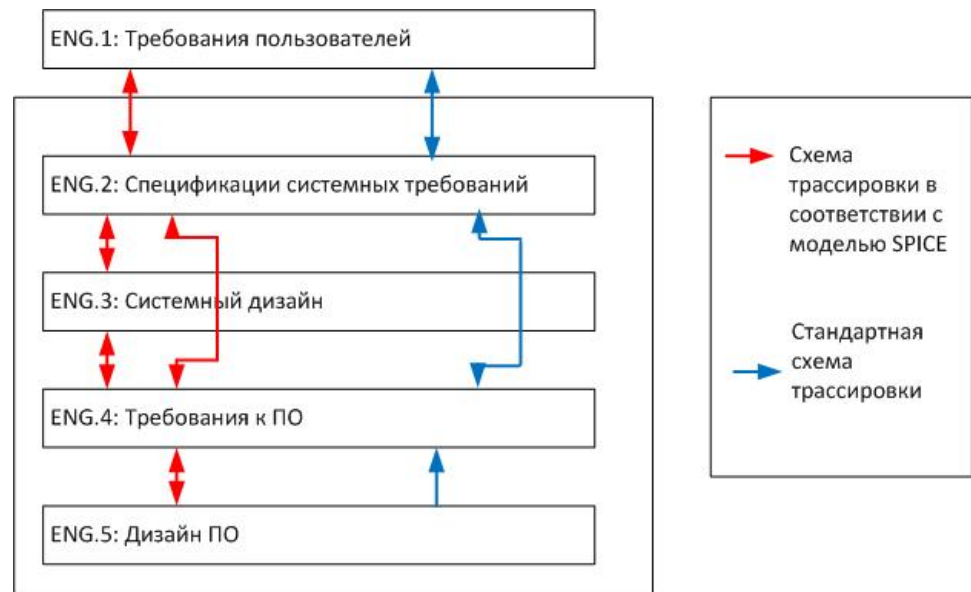 ENG.1: Требования пользователей
ENG.2: Спецификации системных требований
ENG.3: Системный дизайн
ENG.4: Требования к ПО
ENG.5: Дизайн ПО
Схема
трассировки в
соответствии с
моделью SPICE
Стандартная
схема
трассировки